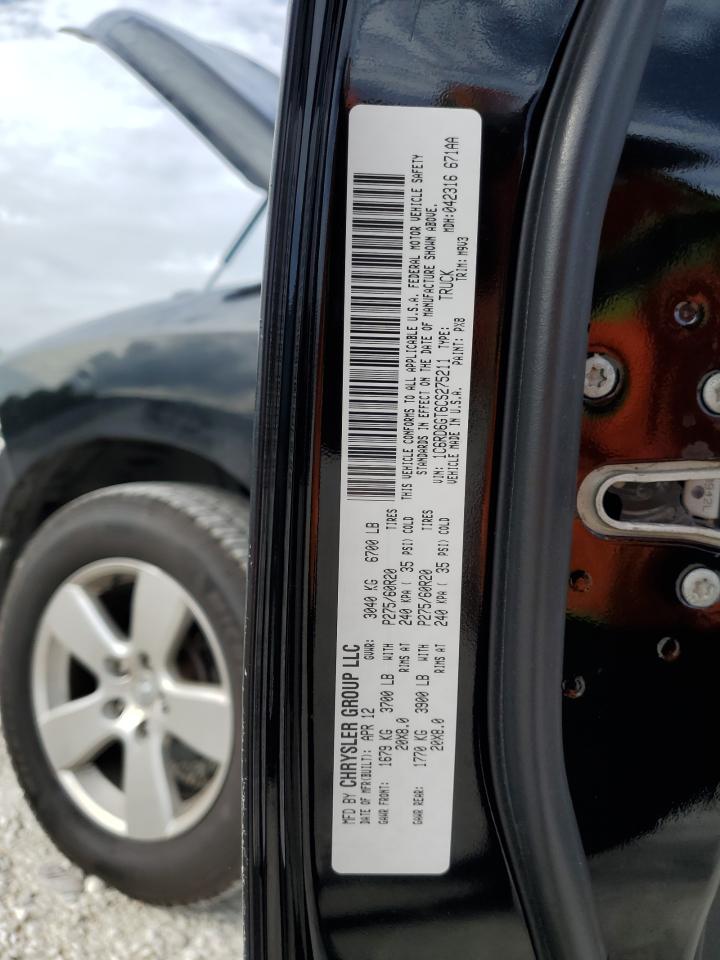 MFD BY CHRYSLER GROUP LLC
DATE OF MFR(BUILT): APR 12 GVWR: 3040 KG 6700 LB
GAWR FRONT: 1679 KG 3700 LB WITH P275/60R20 TIRES
20X8.0 RIMS AT 240 KPA ( 35 PSI) COLD
GAWR REAR: 1770 KG 3900 LB WITH P275/60R20 TIRES
20X8.0 RIMS AT 240 KPA ( 35 PSI) COLD
THIS VEHICLE CONFORMS TO ALL APPLICABLE U.S.A. FEDERAL MOTOR VEHICLE SAFETY
STANDARDS IN EFFECT ON THE DATE OF MANUFACTURE SHOWN ABOVE.
VIN: 1C6RD6GT6CS275211 TYPE: TRUCK MDH:042316 671AA
VEHICLE MADE IN U.S.A. PAINT: PX8 TRIM: M9V3